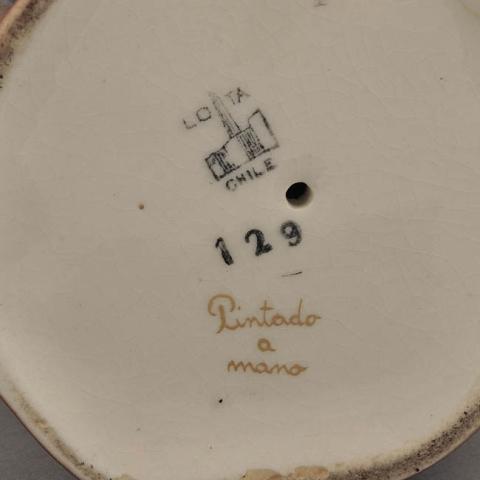 LOTA
CHILE
129
Pintado
a
mano